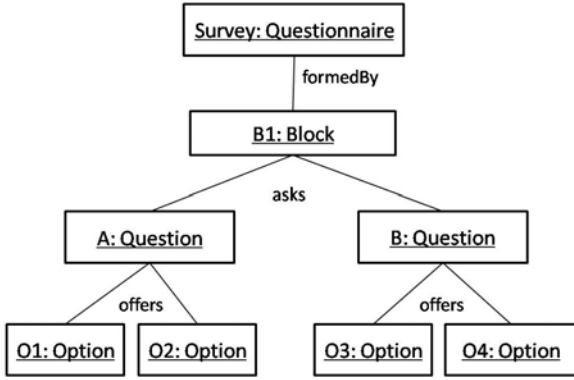 Survey: Questionnaire
formedBy
B1: Block
asks
A: Question
B: Question
offers
offers
O1: Option
O2: Option
O3: Option
O4: Option